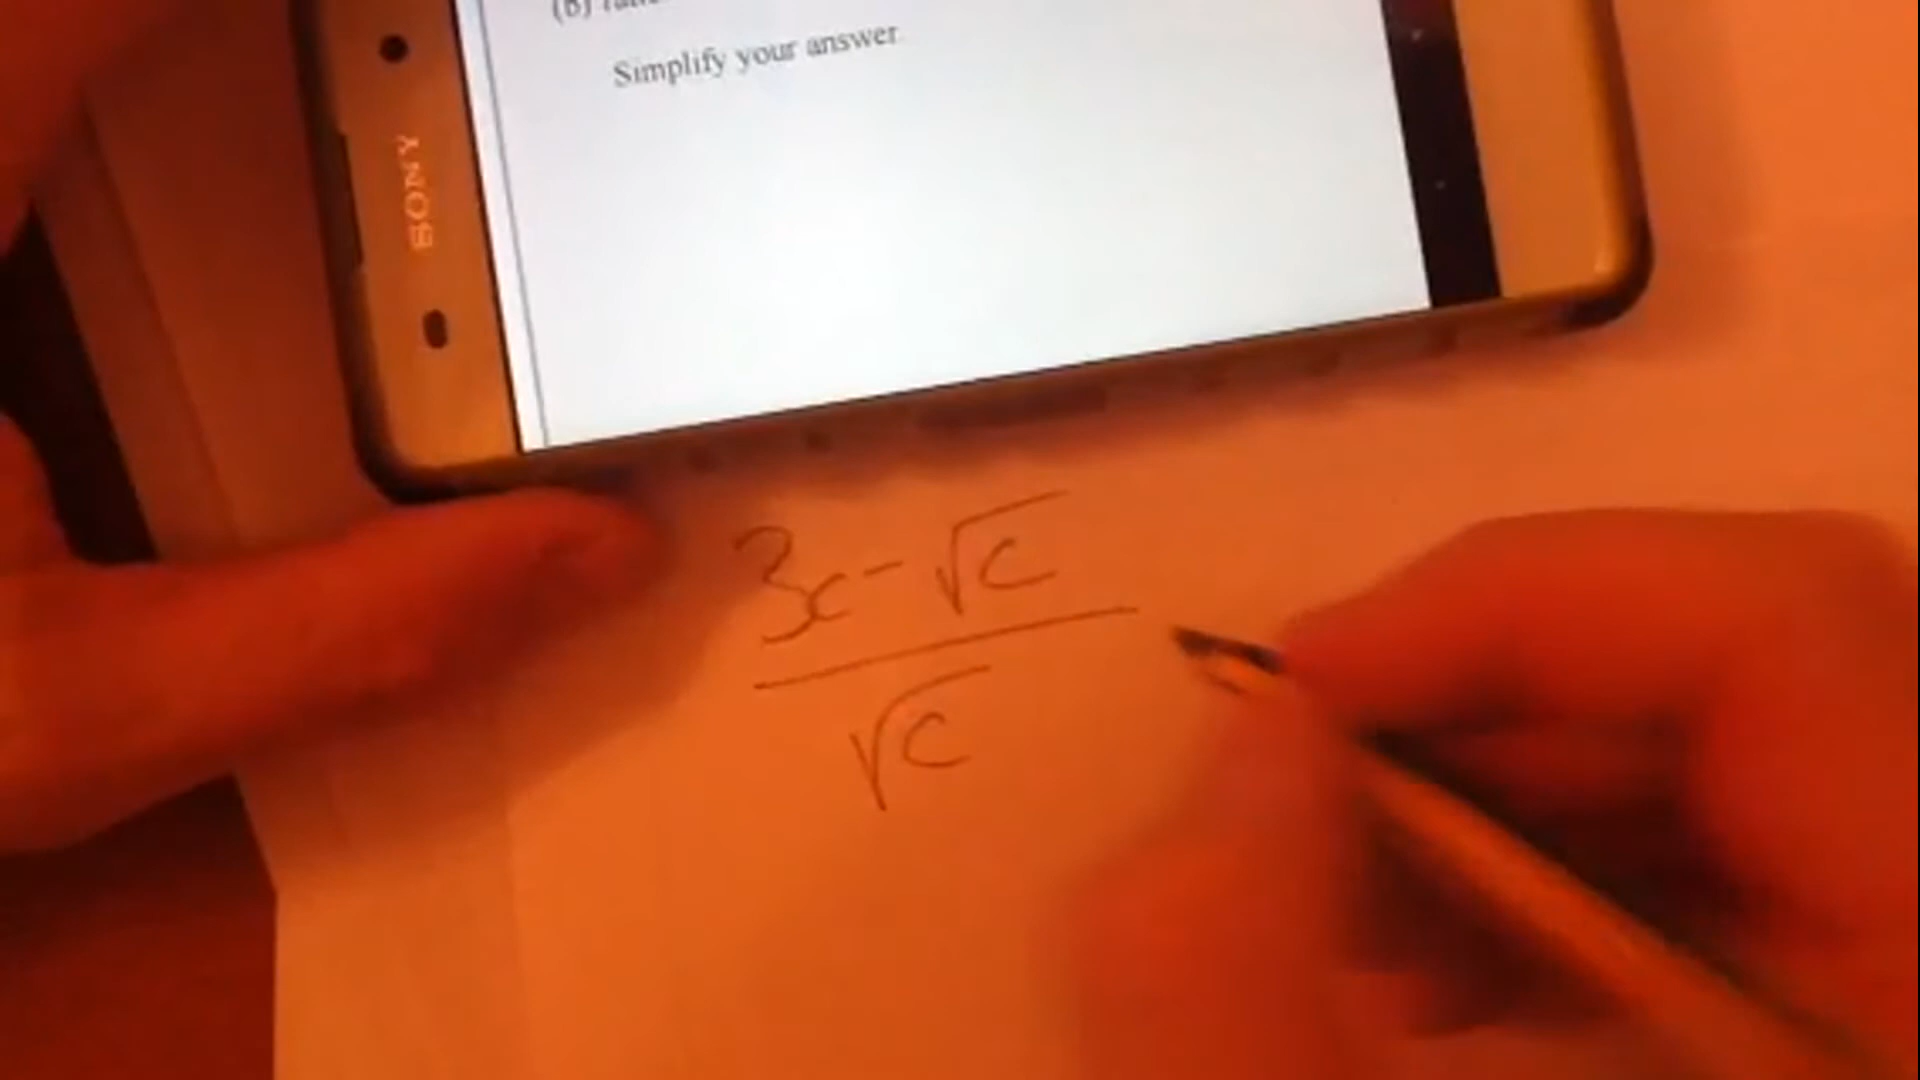 (b)
Simplify your answer
SONY
3c - √c
√c